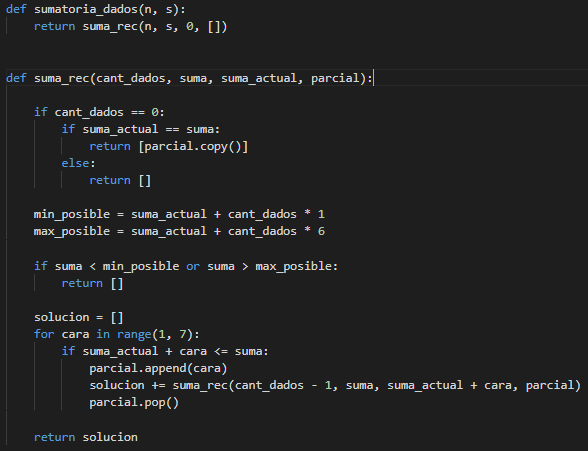 def sumatoria_dados(n, s):
    return suma_rec(n, s, 0, [])
def suma_rec(cant_dados, suma, suma_actual, parcial):
    if cant_dados == 0:
        if suma_actual == suma:
            return [parcial.copy()]
        else:
            return []
    min_posible = suma_actual + cant_dados * 1
    max_posible = suma_actual + cant_dados * 6
    if suma < min_posible or suma > max_posible:
        return []
    solucion = []
    for cara in range(1, 7):
        if suma_actual + cara <= suma:
            parcial.append(cara)
            solucion += suma_rec(cant_dados - 1, suma, suma_actual + cara, parcial)
            parcial.pop()
    return solucion